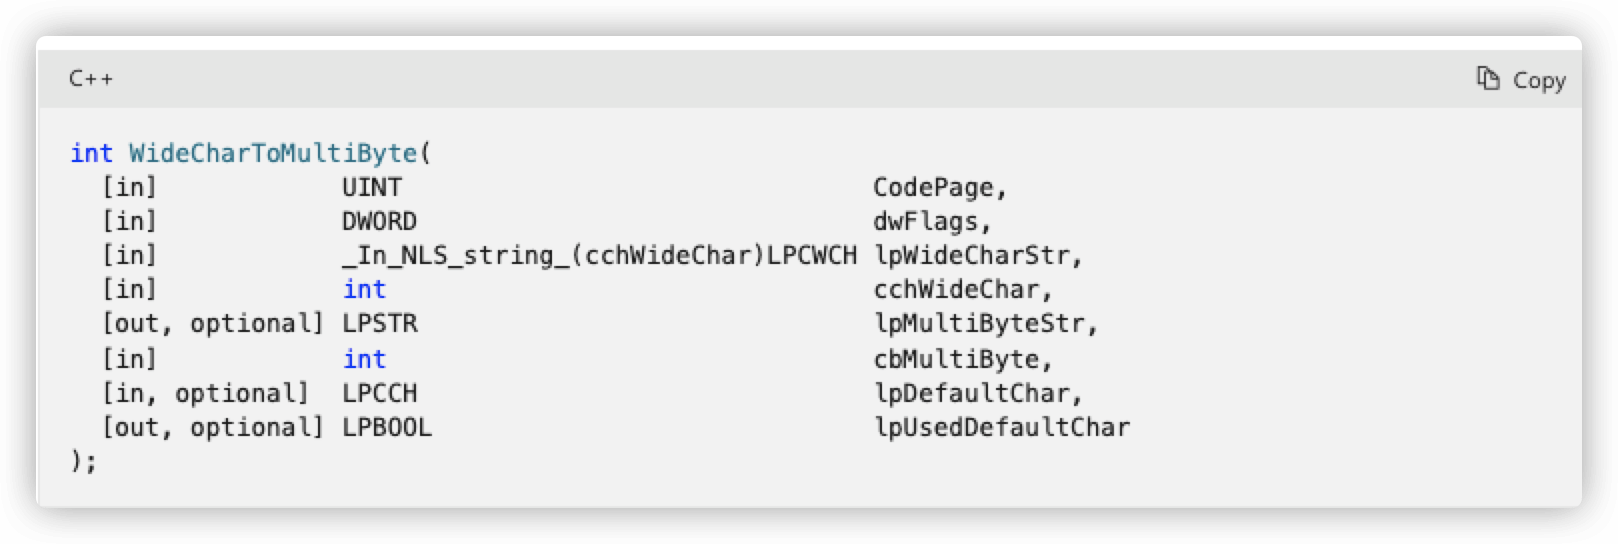 C++
Copy
int WideCharToMultiByte(
  [in]            UINT                               CodePage,
  [in]            DWORD                              dwFlags,
  [in]            _In_NLS_string_(cchWideChar)LPCWCH lpWideCharStr,
  [in]            int                                cchWideChar,
  [out, optional] LPSTR                              lpMultiByteStr,
  [in]            int                                cbMultiByte,
  [in, optional]  LPCCH                              lpDefaultChar,
  [out, optional] LPBOOL                             lpUsedDefaultChar
);